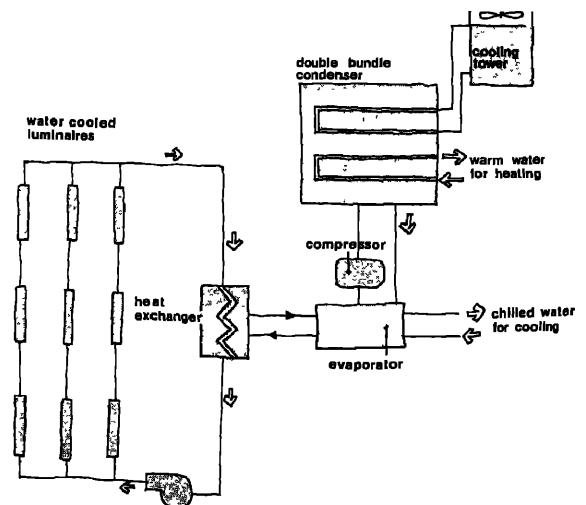 cooling
tower
double bundle
condenser
water cooled
luminaires
warm water
for heating
compressor
heat
exchanger
chilled water
for cooling
evaporator